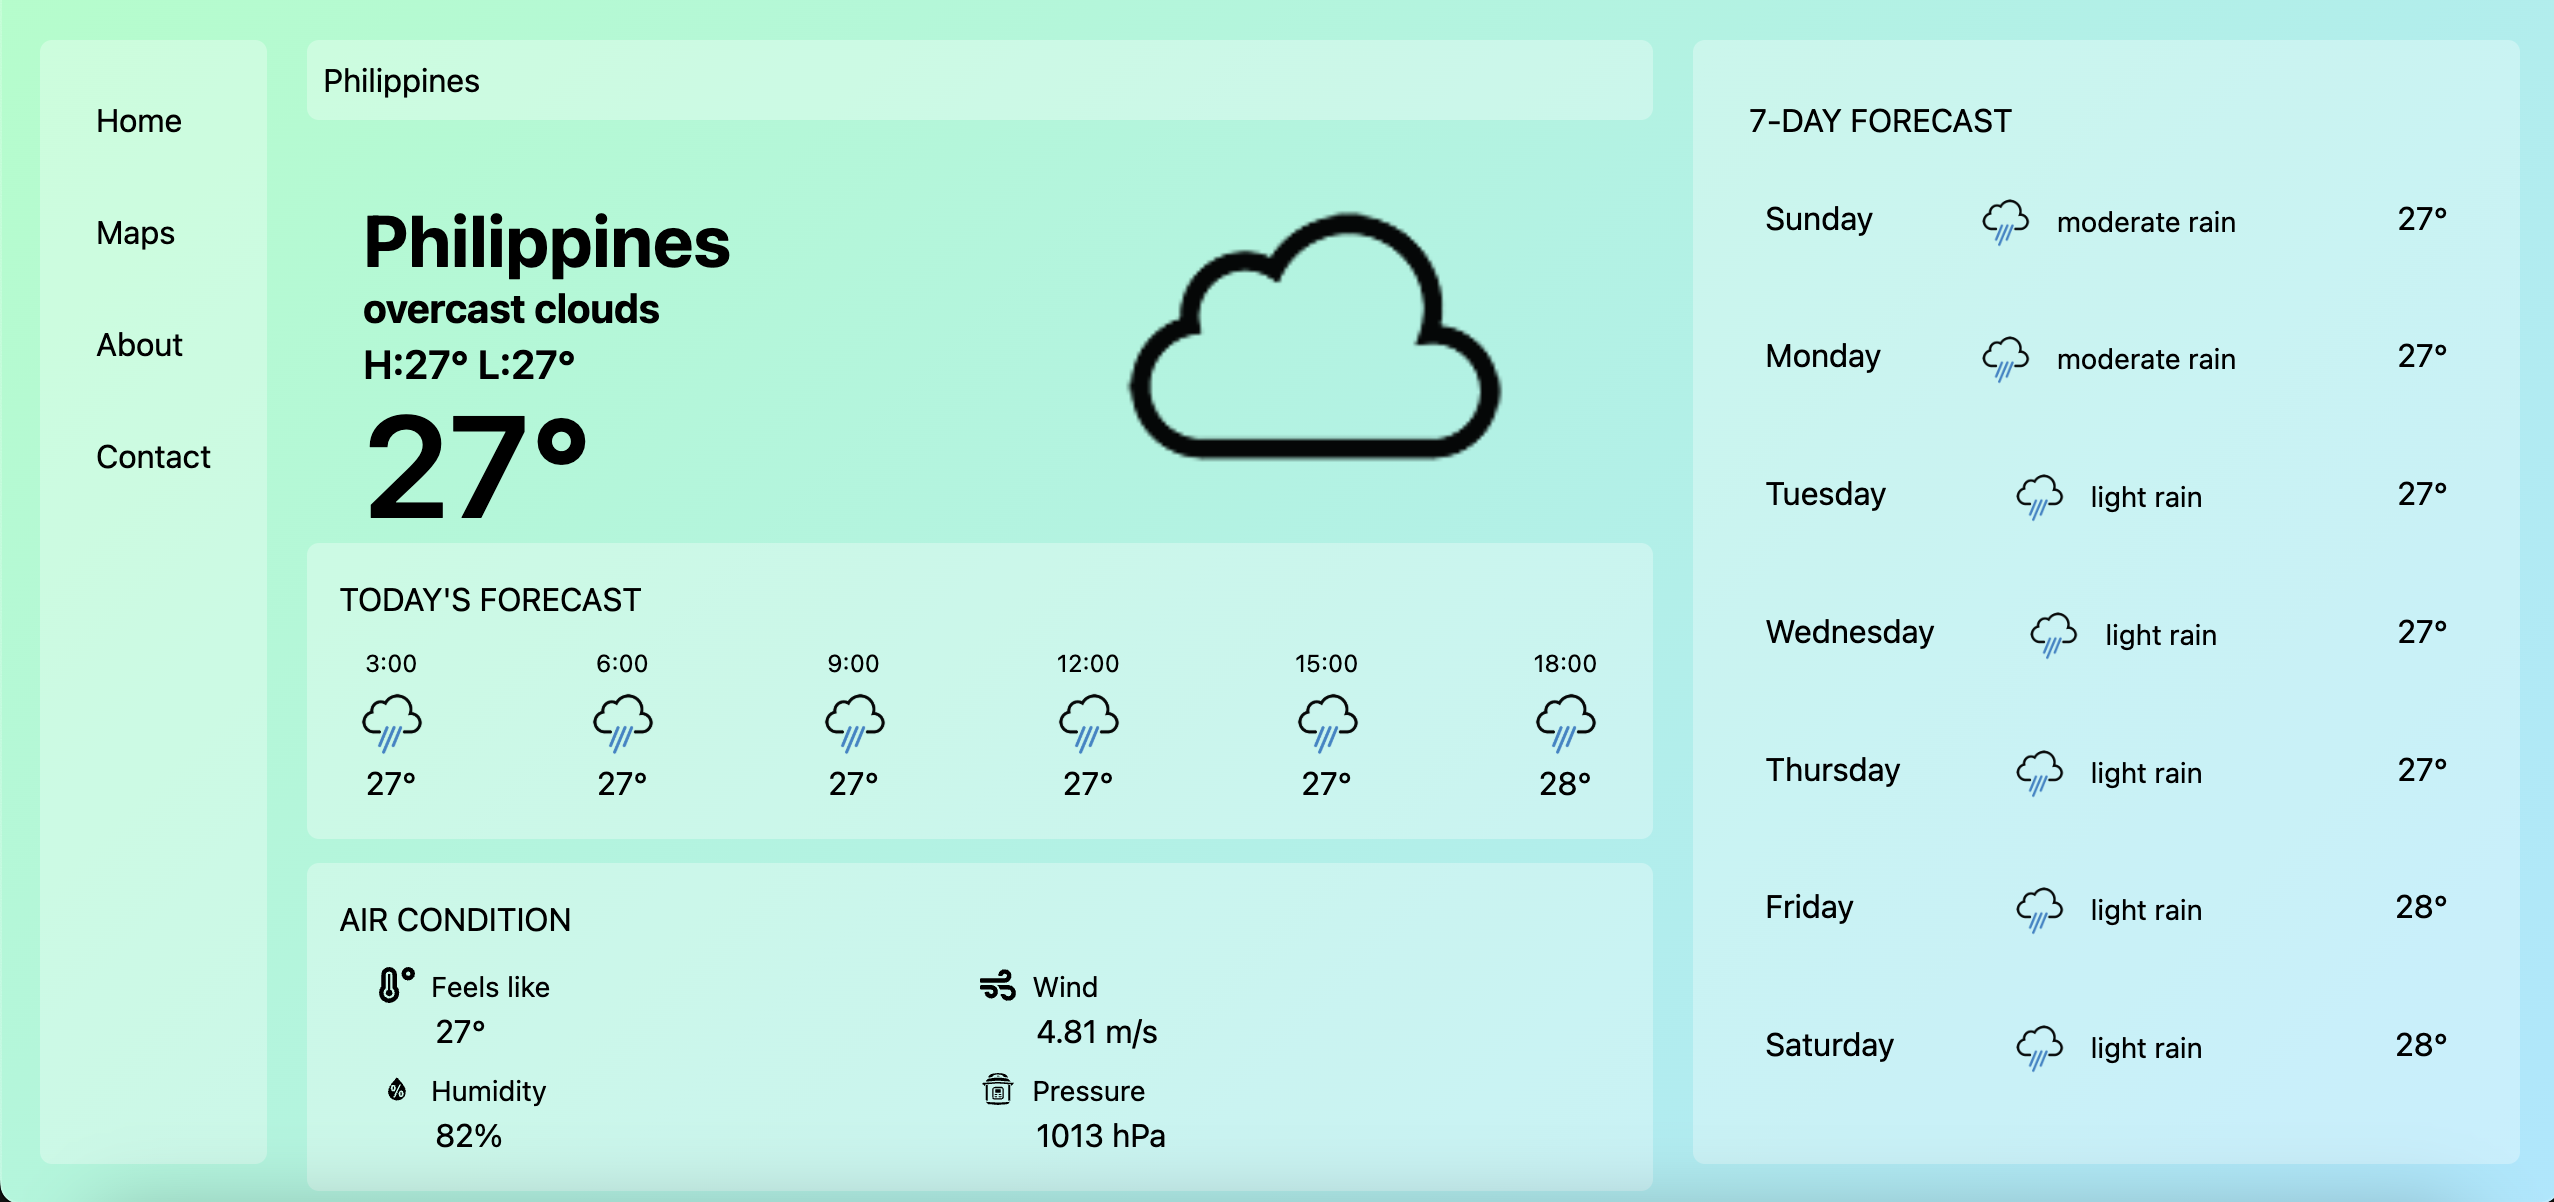 Home
Maps
About
Contact
Philippines
Philippines
overcast clouds
H:27° L:27°
27°
TODAY'S FORECAST
3:00 6:00 9:00 12:00 15:00 18:00
27° 27° 27° 27° 27° 28°
AIR CONDITION
Feels like
27°
Wind
4.81 m/s
Humidity
82%
Pressure
1013 hPa
7-DAY FORECAST
Sunday moderate rain 27°
Monday moderate rain 27°
Tuesday light rain 27°
Wednesday light rain 27°
Thursday light rain 27°
Friday light rain 28°
Saturday light rain 28°